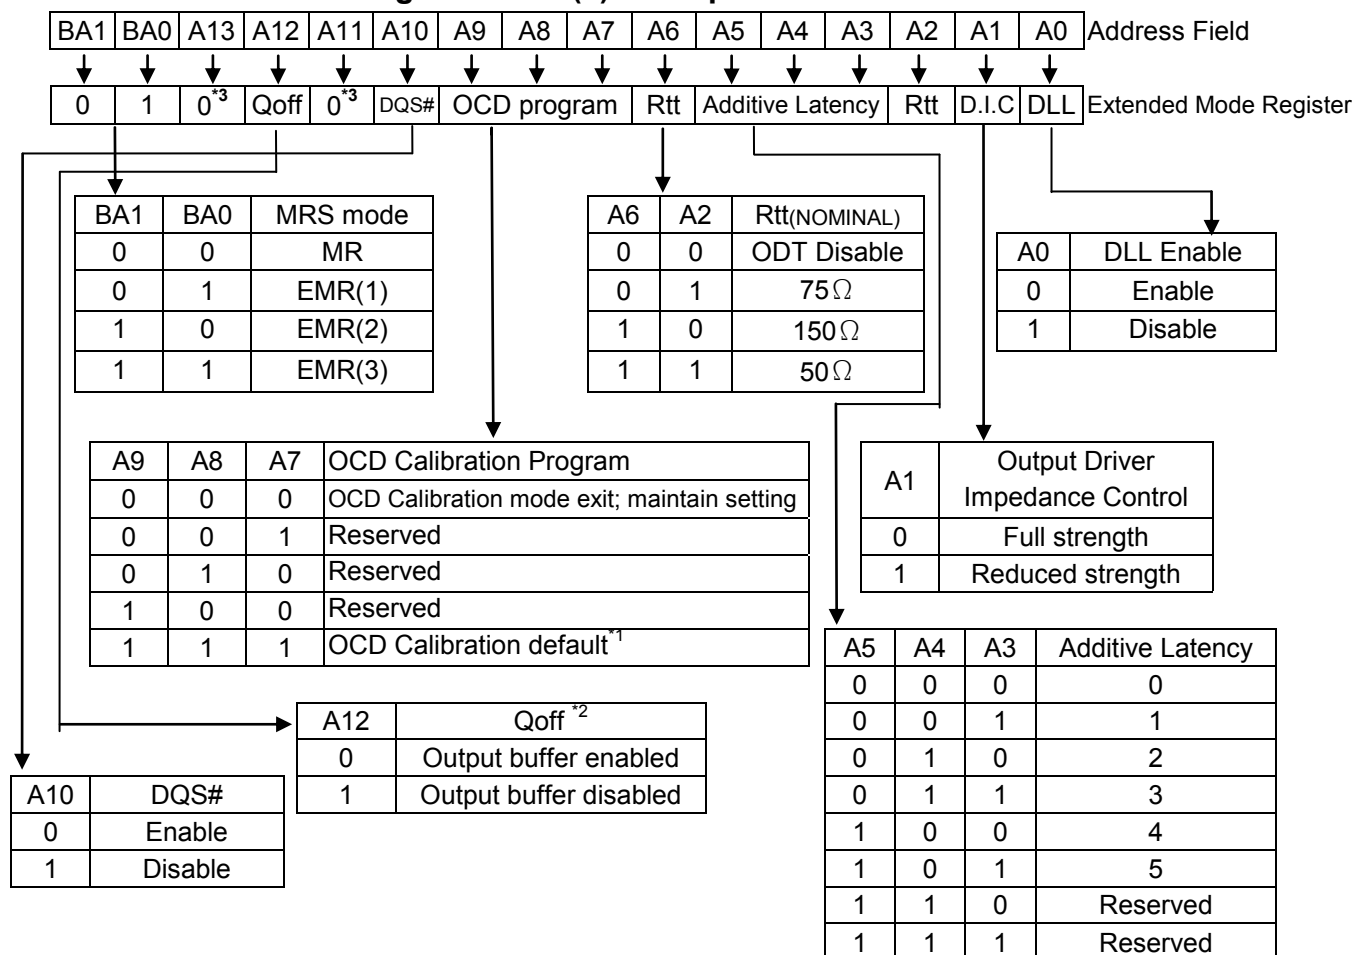 BA1 BA0 A13 A12 A11 A10 A9 A8 A7 A6 A5 A4 A3 A2 A1 A0 Address Field
0 1 0*3 Qoff 0*3 DQS# OCD program Rtt Additive Latency Rtt D.I.C DLL Extended Mode Register
BA1 BA0 MRS mode
0 0 MR
0 1 EMR(1)
1 0 EMR(2)
1 1 EMR(3)
A6 A2 Rtt(NOMINAL)
0 0 ODT Disable
0 1 75Ω
1 0 150Ω
1 1 50Ω
A0 DLL Enable
0 Enable
1 Disable
A9 A8 A7 OCD Calibration Program
0 0 0 OCD Calibration mode exit; maintain setting
0 0 1 Reserved
0 1 0 Reserved
1 0 0 Reserved
1 1 1 OCD Calibration default*1
A1 Output Driver
Impedance Control
0 Full strength
1 Reduced strength
A12 Qoff *2
0 Output buffer enabled
1 Output buffer disabled
A10 DQS#
0 Enable
1 Disable
A5 A4 A3 Additive Latency
0 0 0 0
0 0 1 1
0 1 0 2
0 1 1 3
1 0 0 4
1 0 1 5
1 1 0 Reserved
1 1 1 Reserved